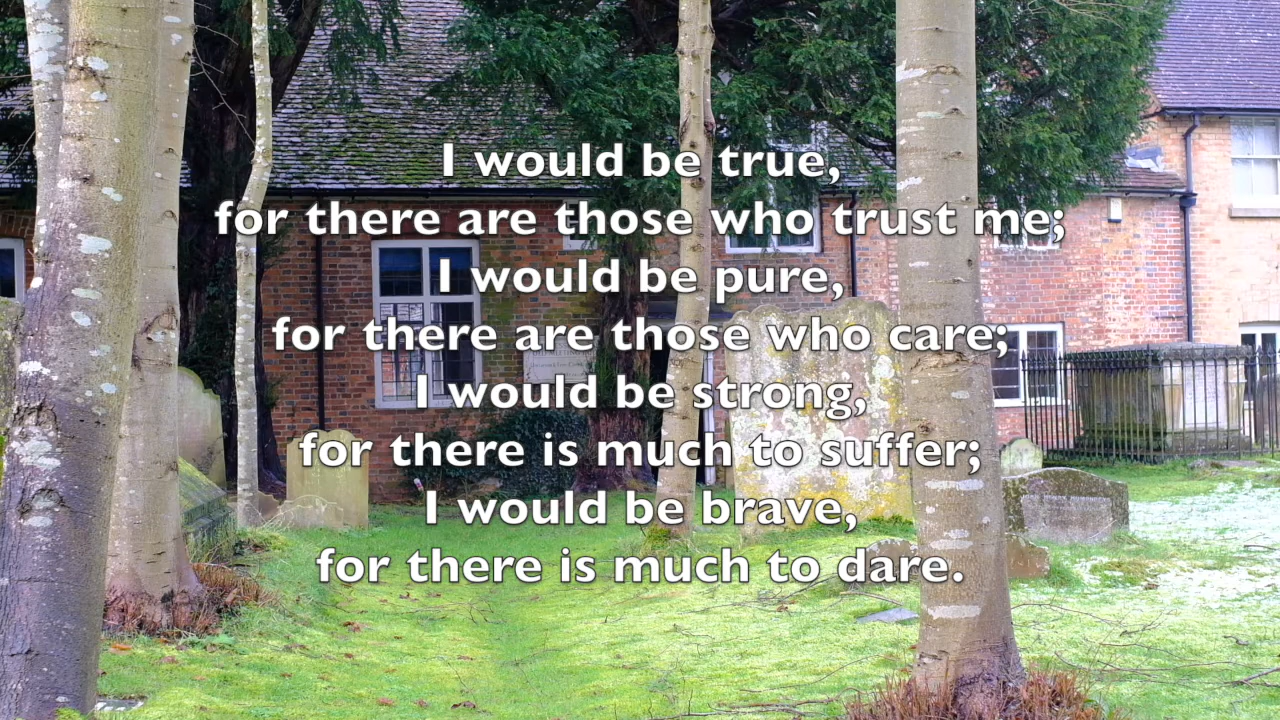 I would be true,
for there are those who trust me;
I would be pure,
for there are those who care;
I would be strong,
for there is much to suffer;
I would be brave,
for there is much to dare.